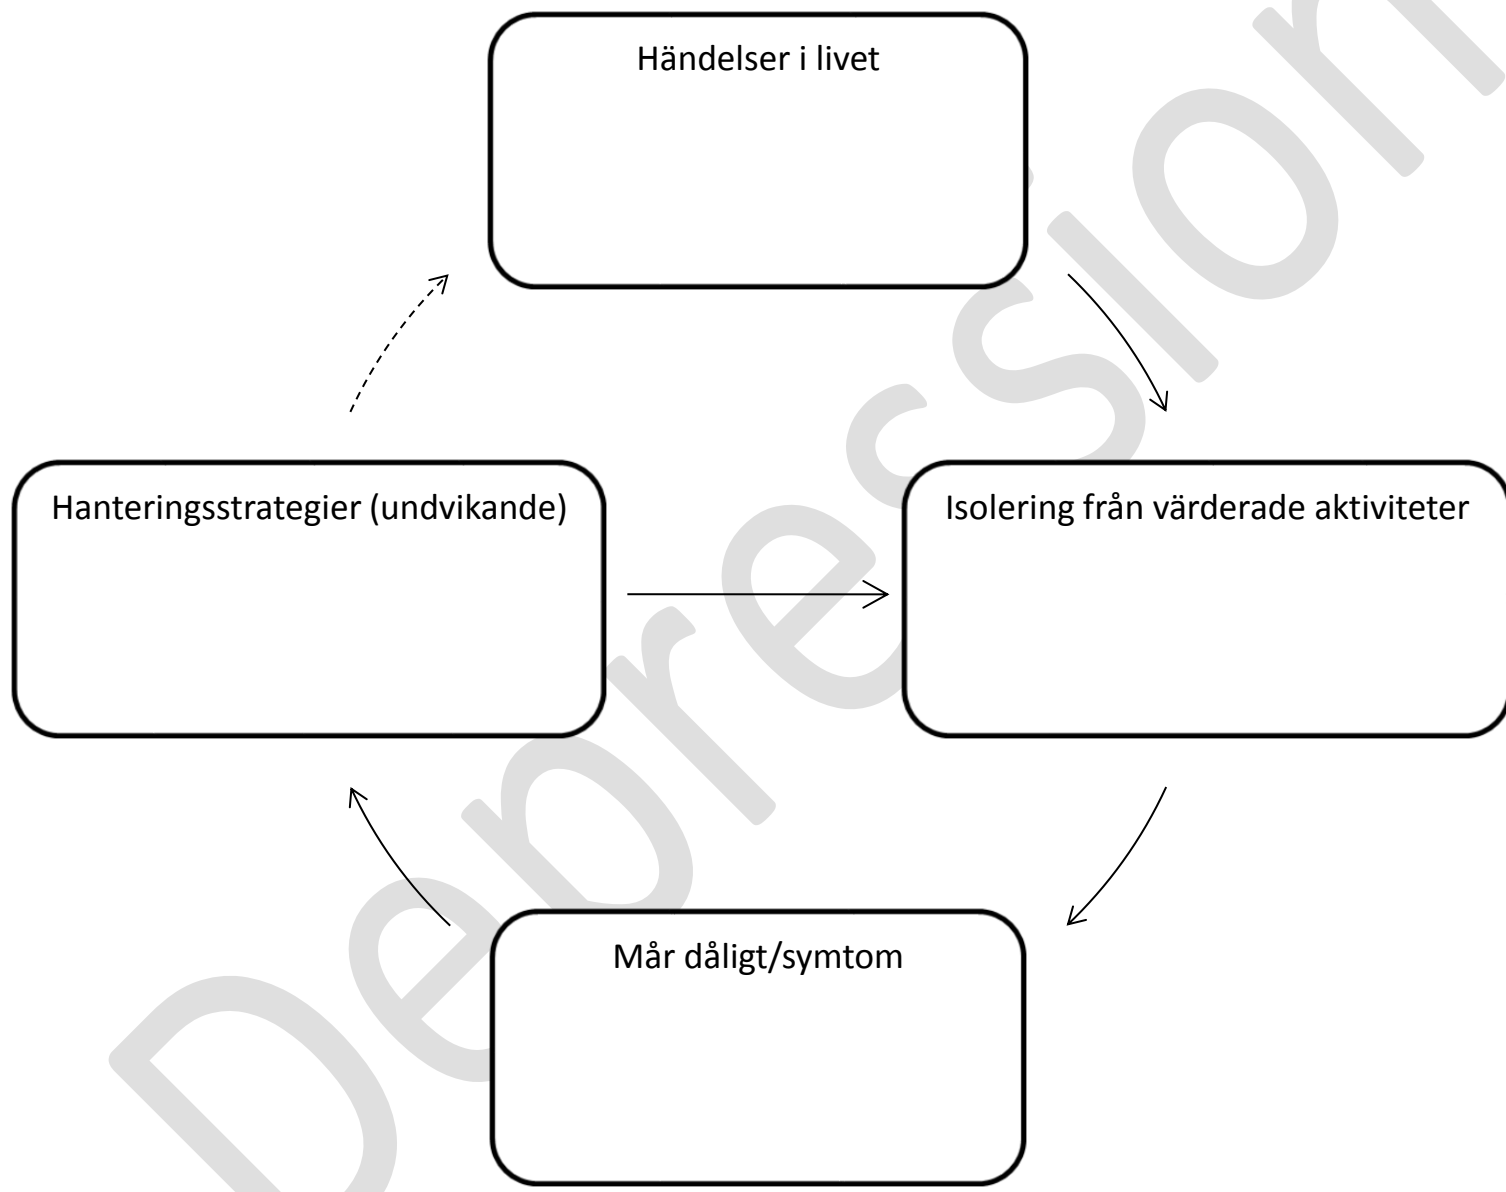 Händelser i livet
Hanteringsstrategier (undvikande)
Isolering från värderade aktiviteter
Mår dåligt/symtom
Depression